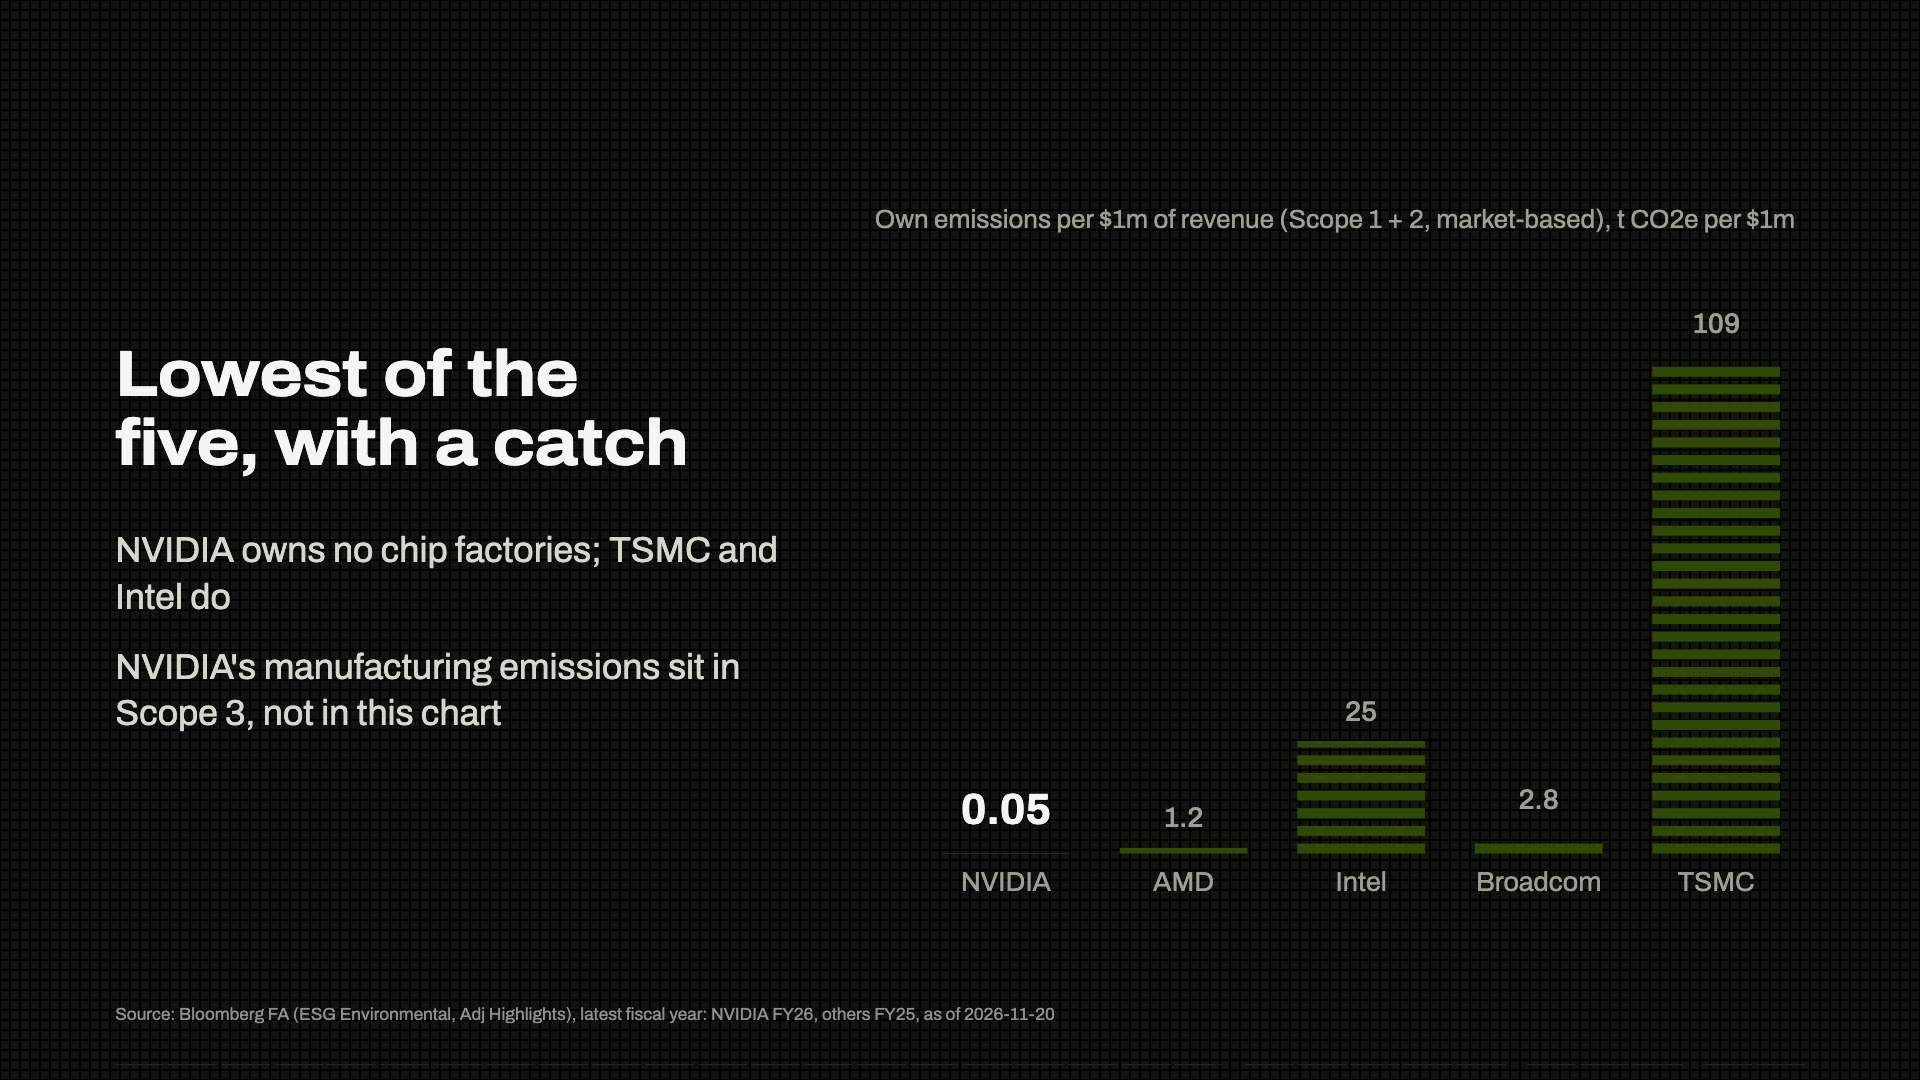 Own emissions per $1m of revenue (Scope 1 + 2, market-based), t CO2e per $1m
Lowest of the
five, with a catch
NVIDIA owns no chip factories; TSMC and
Intel do
NVIDIA's manufacturing emissions sit in
Scope 3, not in this chart
0.05
1.2
25
2.8
109
NVIDIA
AMD
Intel
Broadcom
TSMC
Source: Bloomberg FA (ESG Environmental, Adj Highlights), latest fiscal year: NVIDIA FY26, others FY25, as of 2026-11-20